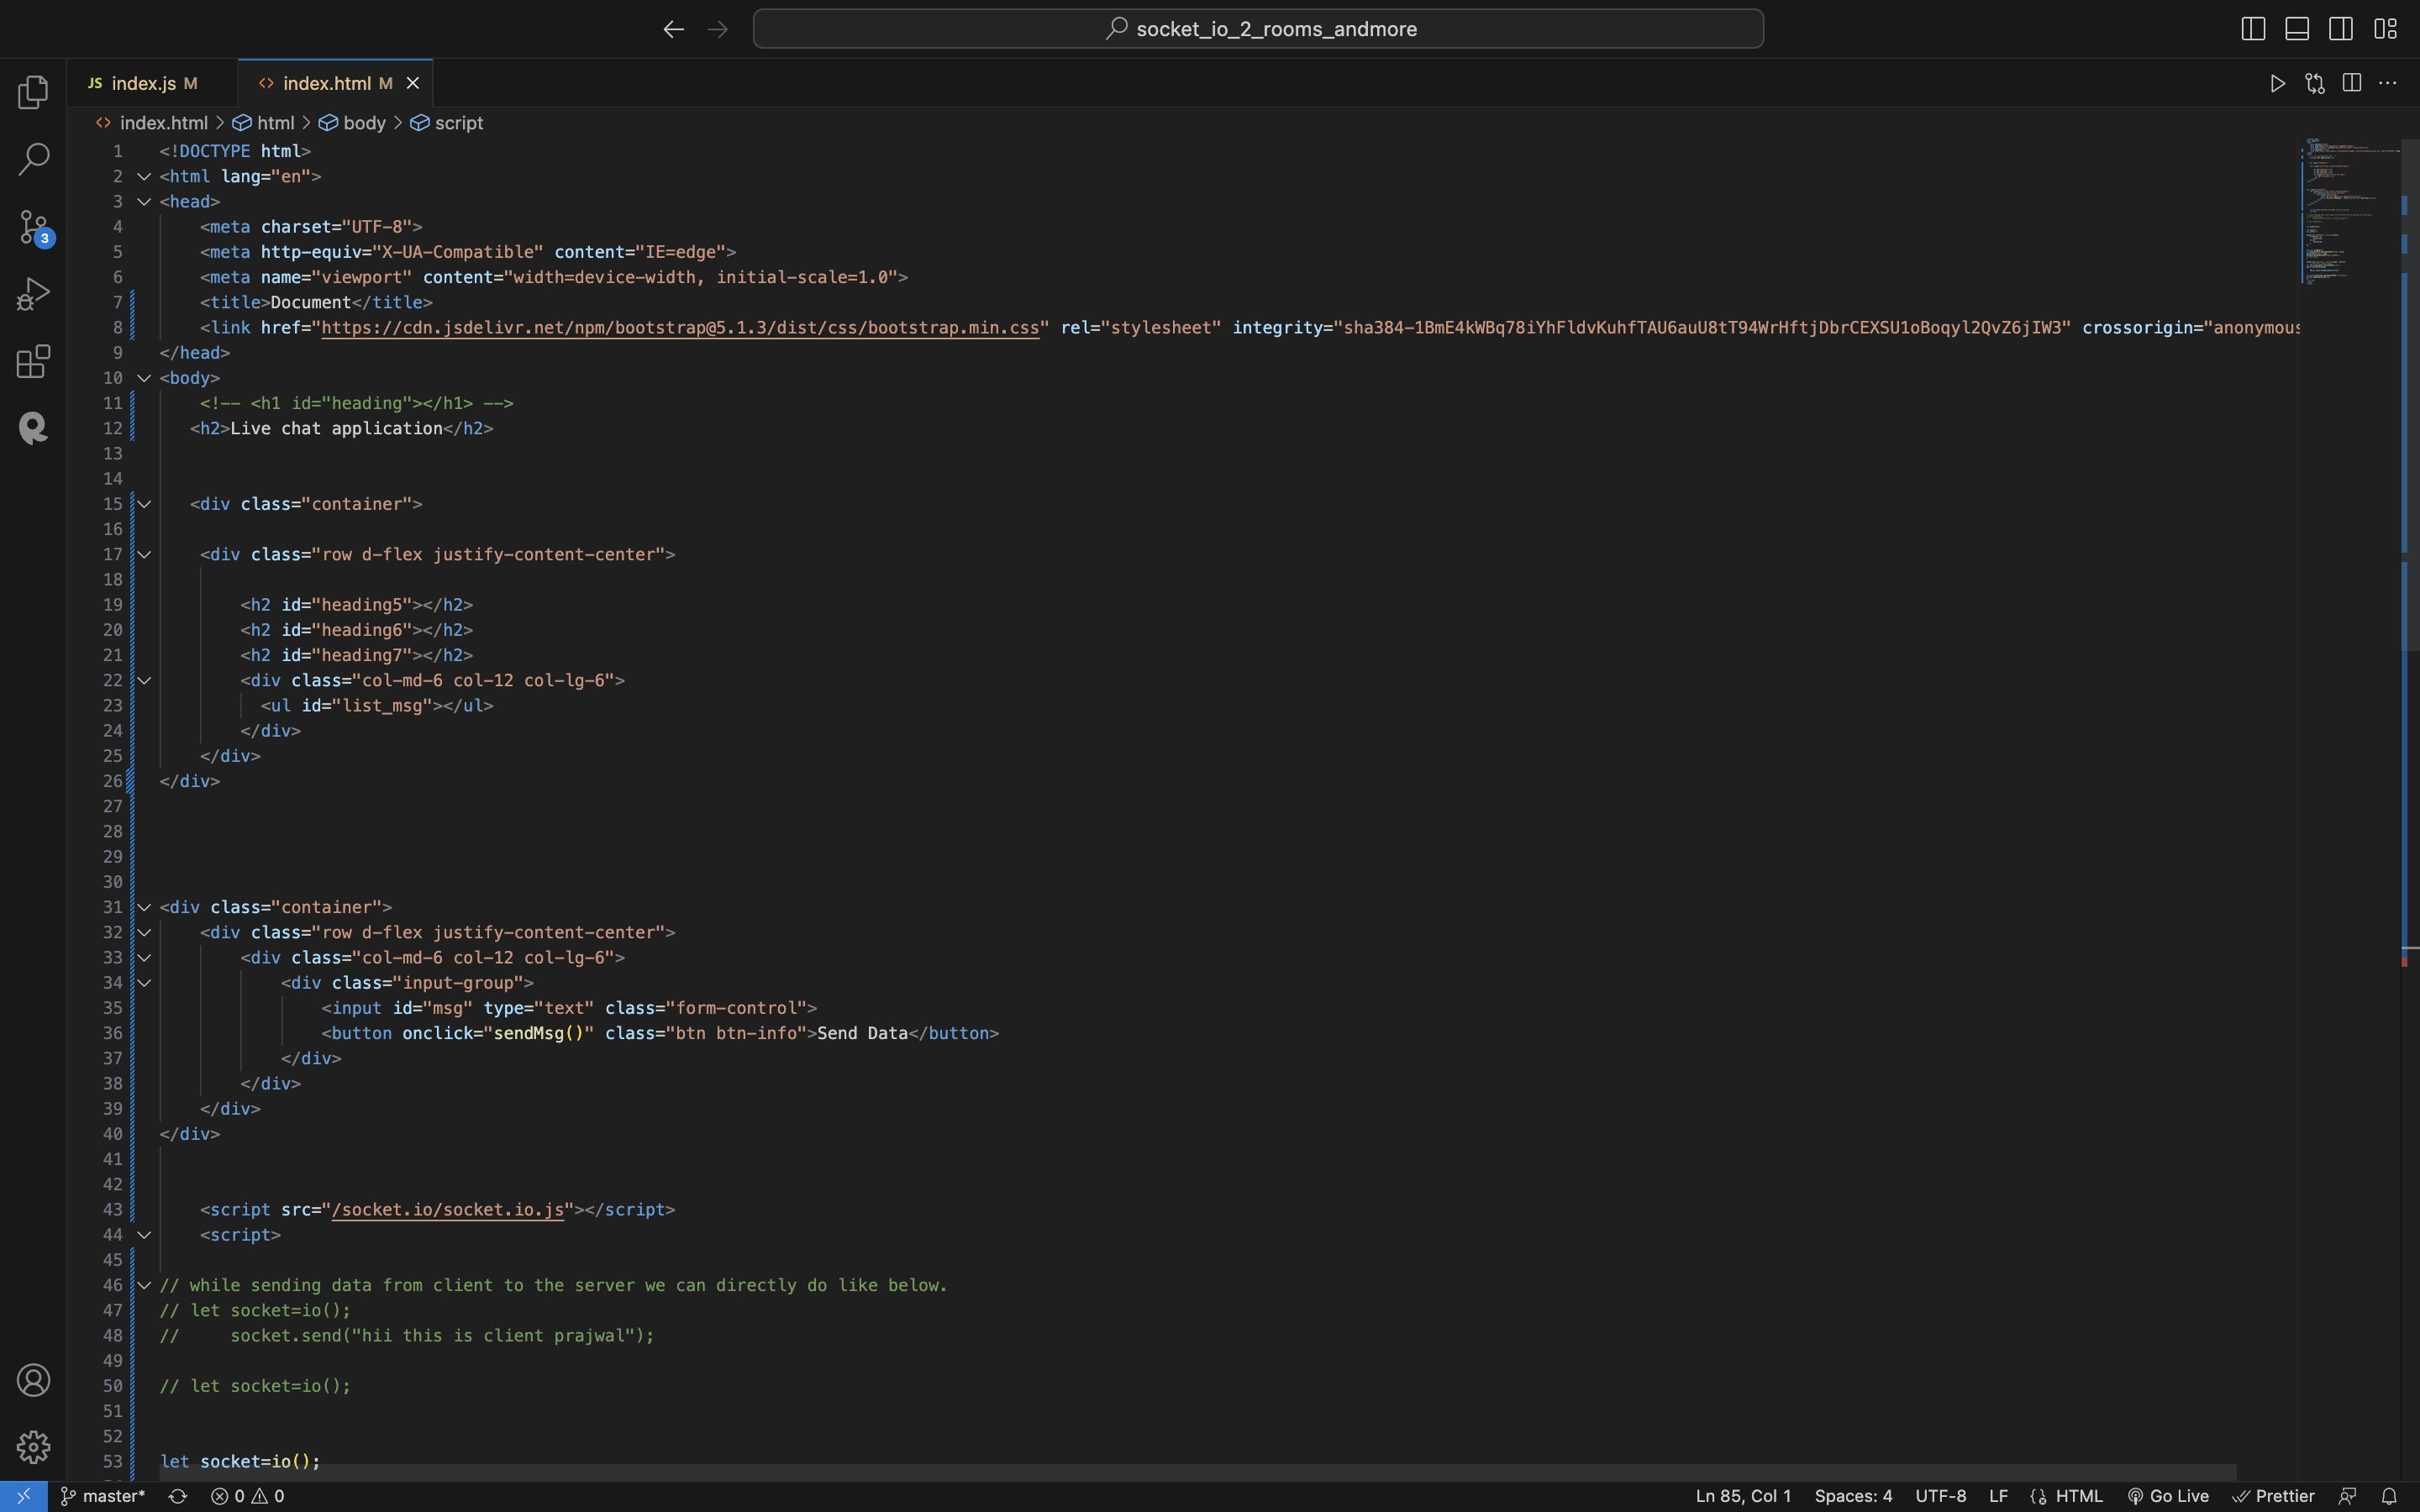 socket_io_2_rooms_andmore
JS index.js M
<> index.html M
<> index.html > html > body > script
1 <!DOCTYPE html>
2 <html lang="en">
3 <head>
4 <meta charset="UTF-8">
5 <meta http-equiv="X-UA-Compatible" content="IE=edge">
6 <meta name="viewport" content="width=device-width, initial-scale=1.0">
7 <title>Document</title>
8 <link href="https://cdn.jsdelivr.net/npm/bootstrap@5.1.3/dist/css/bootstrap.min.css" rel="stylesheet" integrity="sha384-1BmE4kWBq78iYhFldvKuhfTAU6auU8tT94WrHftjDbrCEXSU1oBoqyl2QvZ6jIW3" crossorigin="anonymous
9 </head>
10 <body>
11 <!-- <h1 id="heading"></h1> -->
12 <h2>Live chat application</h2>
13
14
15 <div class="container">
16
17 <div class="row d-flex justify-content-center">
18
19 <h2 id="heading5"></h2>
20 <h2 id="heading6"></h2>
21 <h2 id="heading7"></h2>
22 <div class="col-md-6 col-12 col-lg-6">
23 <ul id="list_msg"></ul>
24 </div>
25 </div>
26 </div>
27
28
29
30
31 <div class="container">
32 <div class="row d-flex justify-content-center">
33 <div class="col-md-6 col-12 col-lg-6">
34 <div class="input-group">
35 <input id="msg" type="text" class="form-control">
36 <button onclick="sendMsg()" class="btn btn-info">Send Data</button>
37 </div>
38 </div>
39 </div>
40 </div>
41
42
43 <script src="/socket.io/socket.io.js"></script>
44 <script>
45
46 // while sending data from client to the server we can directly do like below.
47 // let socket=io();
48 // socket.send("hii this is client prajwal");
49
50 // let socket=io();
51
52
53 let socket=io();
3
master* 0 0 Ln 85, Col 1 Spaces: 4 UTF-8 LF HTML Go Live Prettier